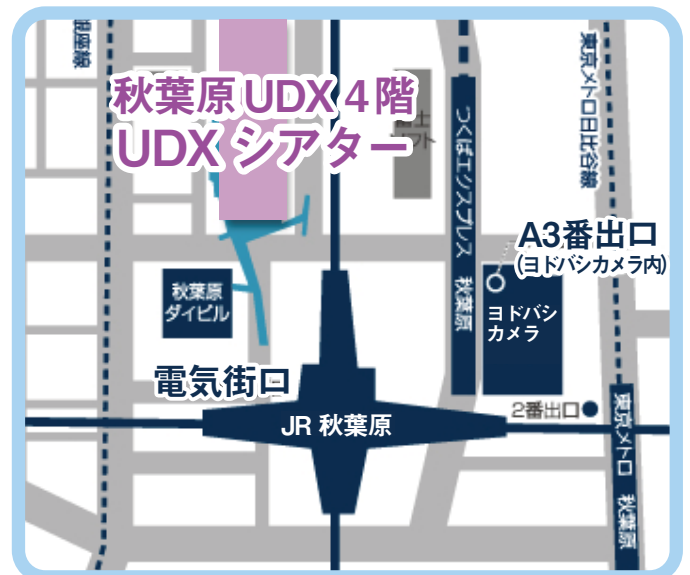 銀座線
秋葉原 UDX 4階
UDX シアター
つくばエクスプレス 秋葉原
東京メトロ日比谷線
A3番出口
(ヨドバシカメラ内)
秋葉原
ダイビル
ヨドバシ
カメラ
電気街口
2番出口
JR 秋葉原
東京メトロ 秋葉原